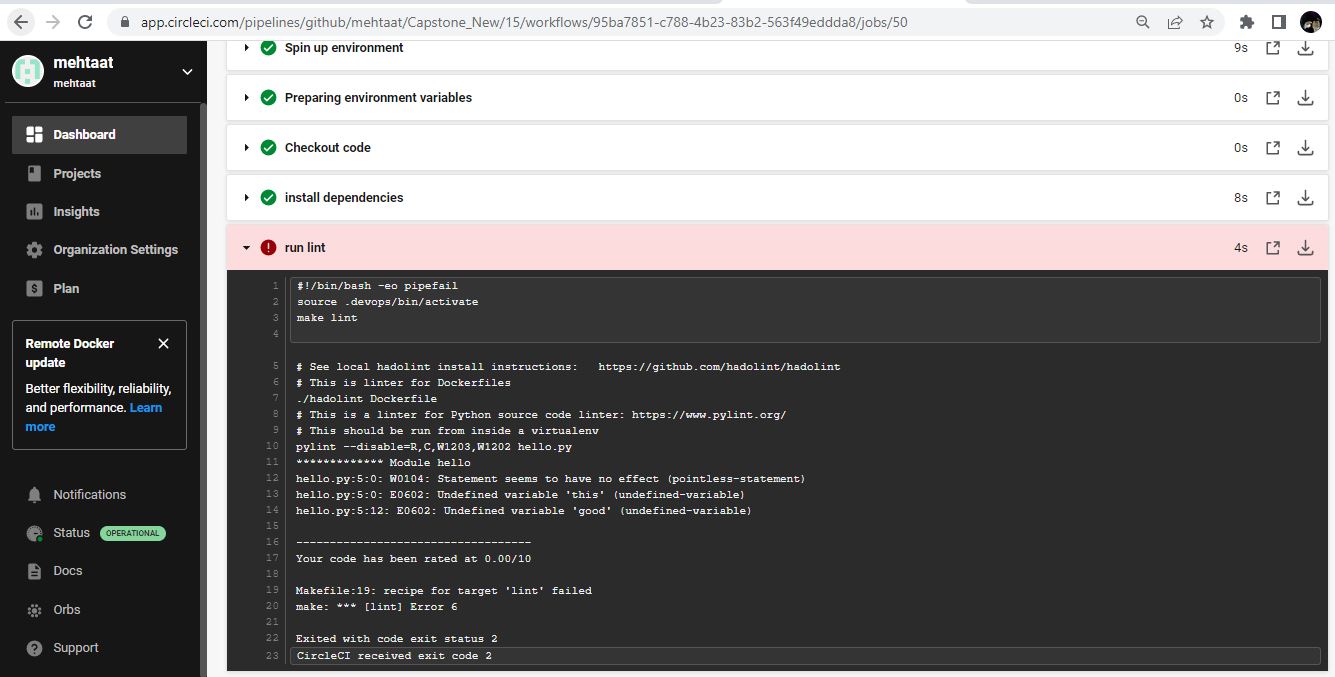 app.circleci.com/pipelines/github/mehtaat/Capstone_New/15/workflows/95ba7851-c788-4b23-83b2-563f49eddda8/jobs/50
mehtaat
mehtaat
Dashboard
Projects
Insights
Organization Settings
Plan
Remote Docker
update
Better flexibility, reliability,
and performance. Learn
more
Notifications
Status OPERATIONAL
Docs
Orbs
Support
Spin up environment 9s
Preparing environment variables 0s
Checkout code 0s
install dependencies 8s
run lint 4s
1 #!/bin/bash -eo pipefail
2 source .devops/bin/activate
3 make lint
4
5 # See local hadolint install instructions:   https://github.com/hadolint/hadolint
6 # This is linter for Dockerfiles
7 ./hadolint Dockerfile
8 # This is a linter for Python source code linter: https://www.pylint.org/
9 # This should be run from inside a virtualenv
10 pylint --disable=R,C,W1203,W1202 hello.py
11 ************* Module hello
12 hello.py:5:0: W0104: Statement seems to have no effect (pointless-statement)
13 hello.py:5:0: E0602: Undefined variable 'this' (undefined-variable)
14 hello.py:5:12: E0602: Undefined variable 'good' (undefined-variable)
15
16 -----------------------------------
17 Your code has been rated at 0.00/10
18
19 Makefile:19: recipe for target 'lint' failed
20 make: *** [lint] Error 6
21
22 Exited with code exit status 2
23 CircleCI received exit code 2